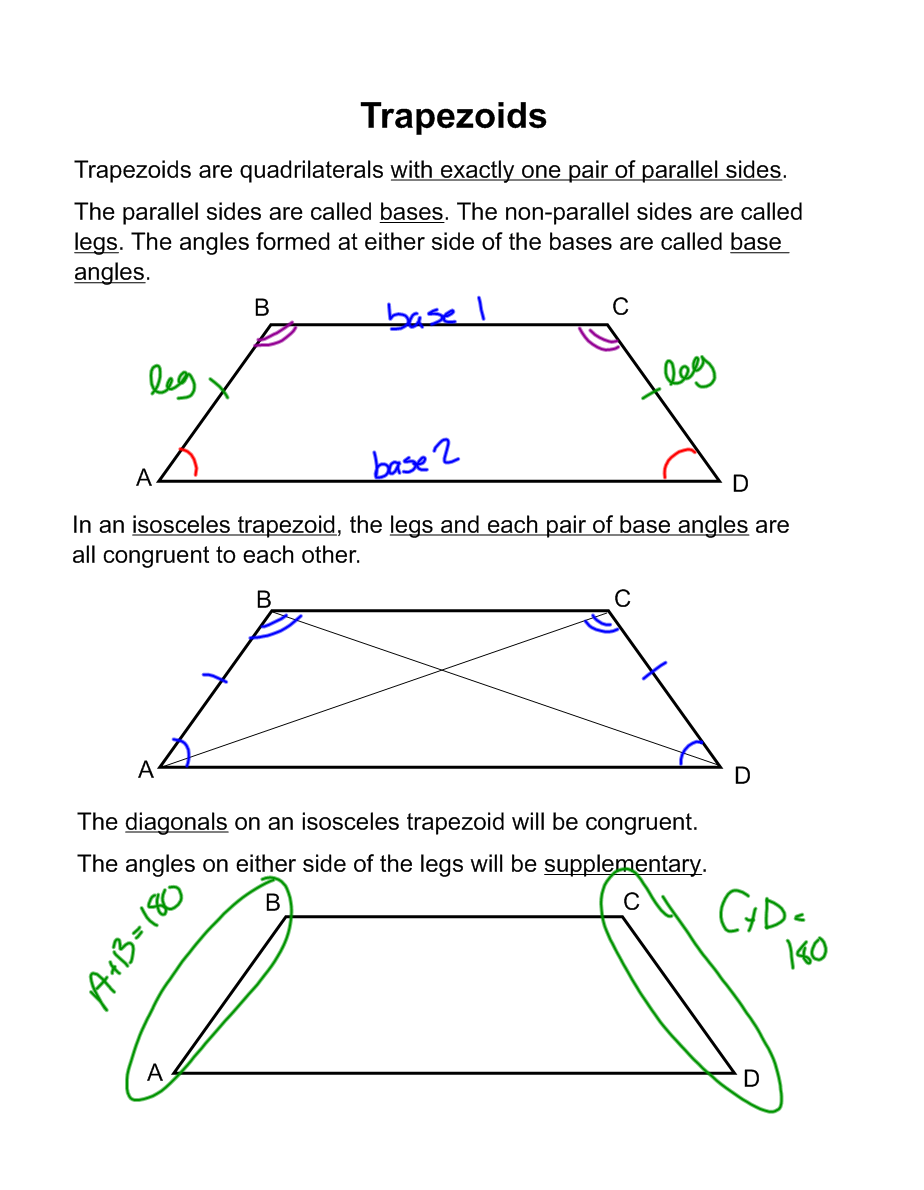 Trapezoids
Trapezoids are quadrilaterals with exactly one pair of parallel sides.
The parallel sides are called bases. The non-parallel sides are called
legs. The angles formed at either side of the bases are called base
angles.
B base 1 C
leg leg
A base 2 D
In an isosceles trapezoid, the legs and each pair of base angles are
all congruent to each other.
B C
A D
The diagonals on an isosceles trapezoid will be congruent.
The angles on either side of the legs will be supplementary.
A+B=180 B C C+D=
180
A D